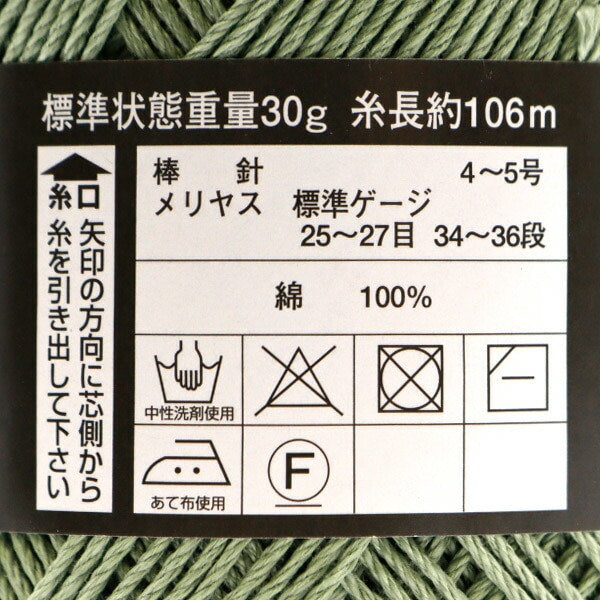 標準状態重量30g 糸長約106m
糸口 矢印の方向に芯側から
糸を引き出して下さい
棒針 4〜5号
メリヤス 標準ゲージ
25〜27目 34〜36段
綿 100%
中性洗剤使用
あて布使用
F